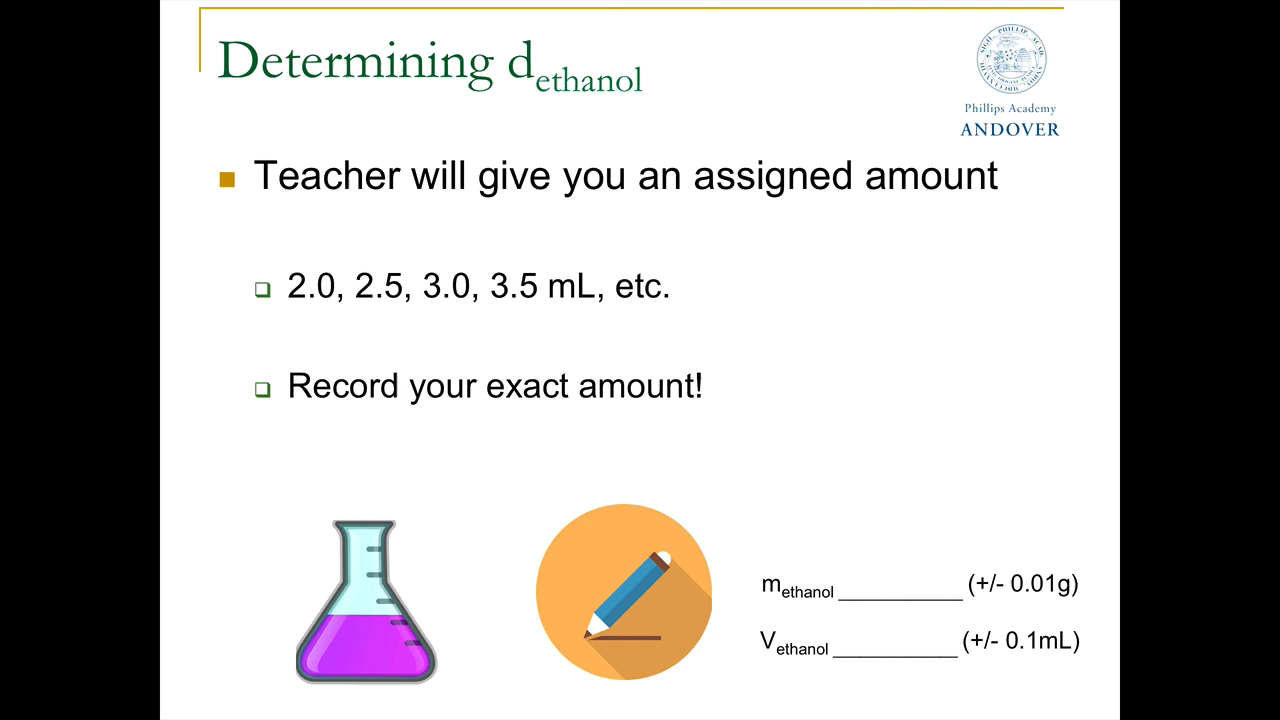 Determining dethanol
Phillips Academy
ANDOVER
Teacher will give you an assigned amount
2.0, 2.5, 3.0, 3.5 mL, etc.
Record your exact amount!
methanol ___________ (+/- 0.01g)
Vethanol ___________ (+/- 0.1mL)